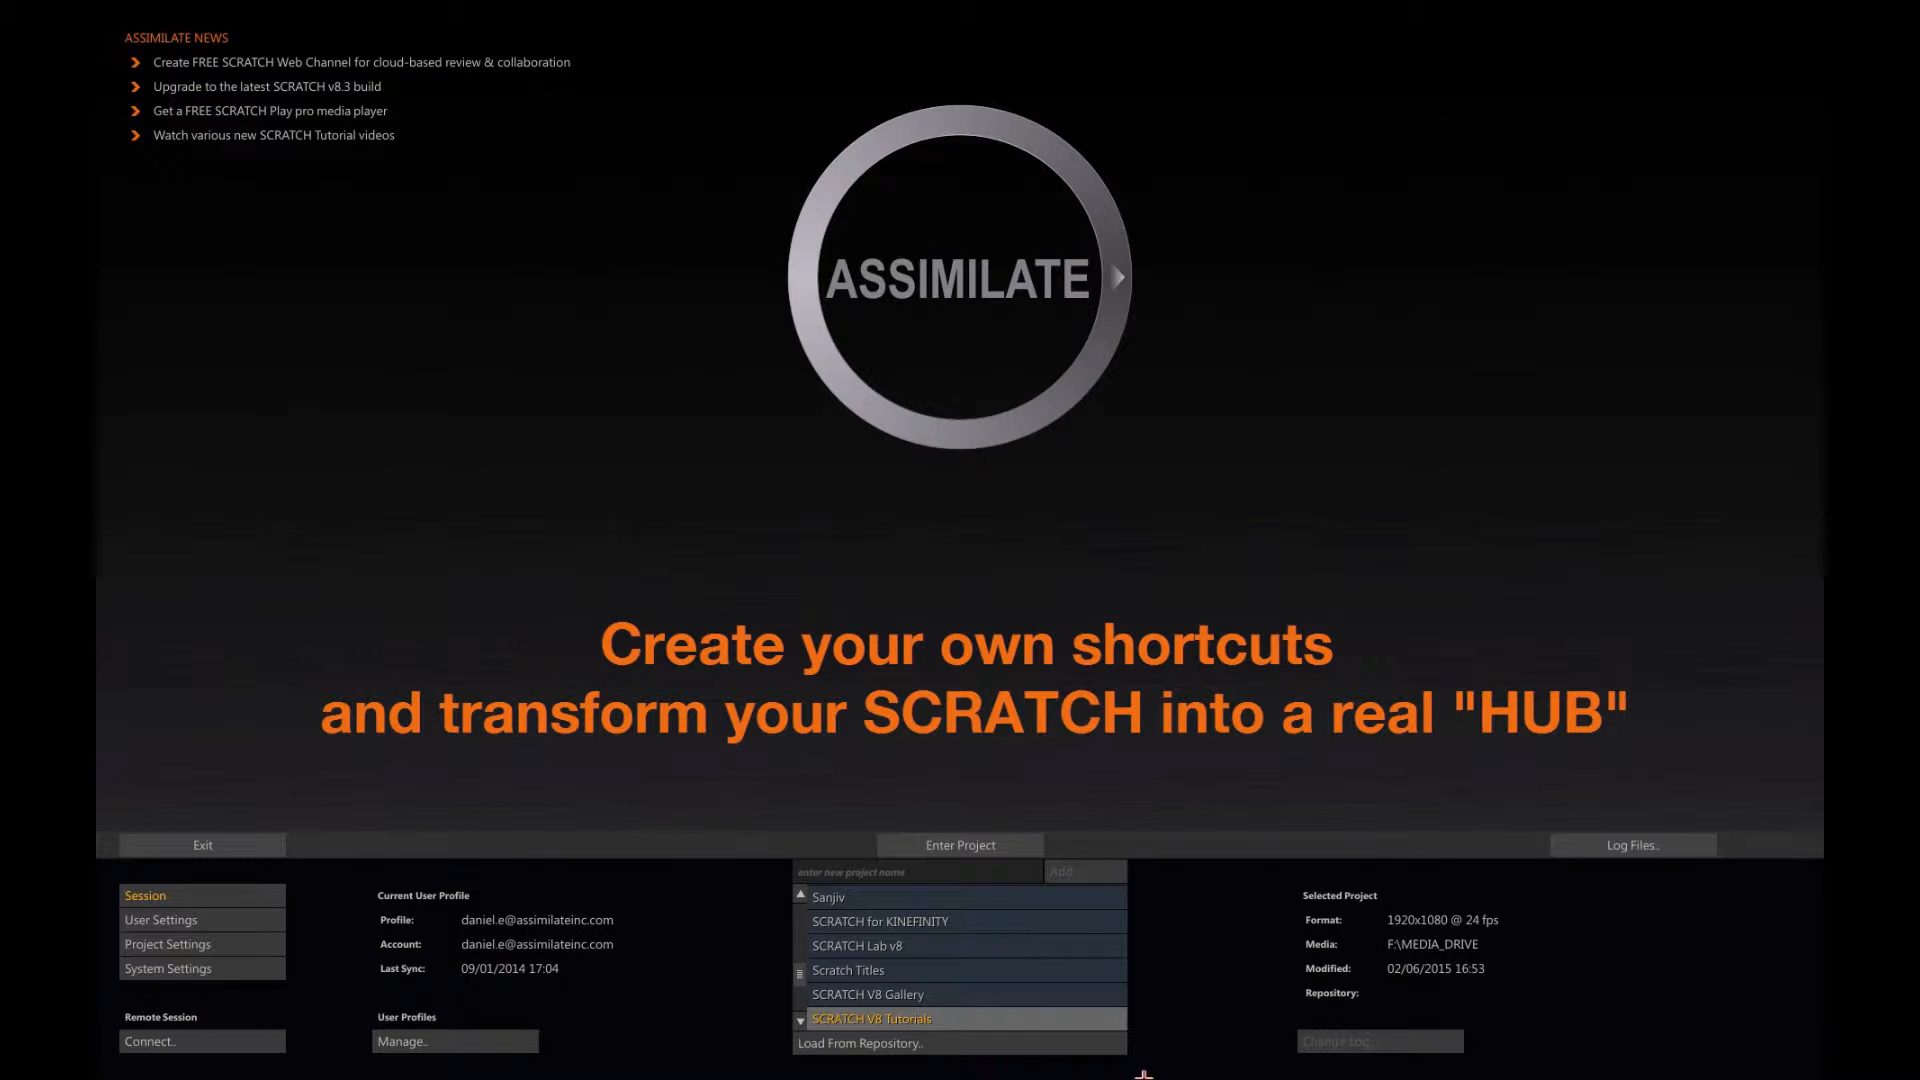 ASSIMILATE NEWS
Create FREE SCRATCH Web Channel for cloud-based review & collaboration
Upgrade to the latest SCRATCH v8.3 build
Get a FREE SCRATCH Play pro media player
Watch various new SCRATCH Tutorial videos
ASSIMILATE
Create your own shortcuts
and transform your SCRATCH into a real "HUB"
Exit
Enter Project
Log Files..
enter new project name
Add
Session
User Settings
Project Settings
System Settings
Remote Session
Connect..
Current User Profile
Profile: daniel.e@assimilateinc.com
Account: daniel.e@assimilateinc.com
Last Sync: 09/01/2014 17:04
User Profiles
Manage..
Sanjiv
SCRATCH for KINEFINITY
SCRATCH Lab v8
Scratch Titles
SCRATCH V8 Gallery
SCRATCH V8 Tutorials
Load From Repository..
Selected Project
Format: 1920x1080 @ 24 fps
Media: F:\MEDIA_DRIVE
Modified: 02/06/2015 16:53
Repository:
Change Log..